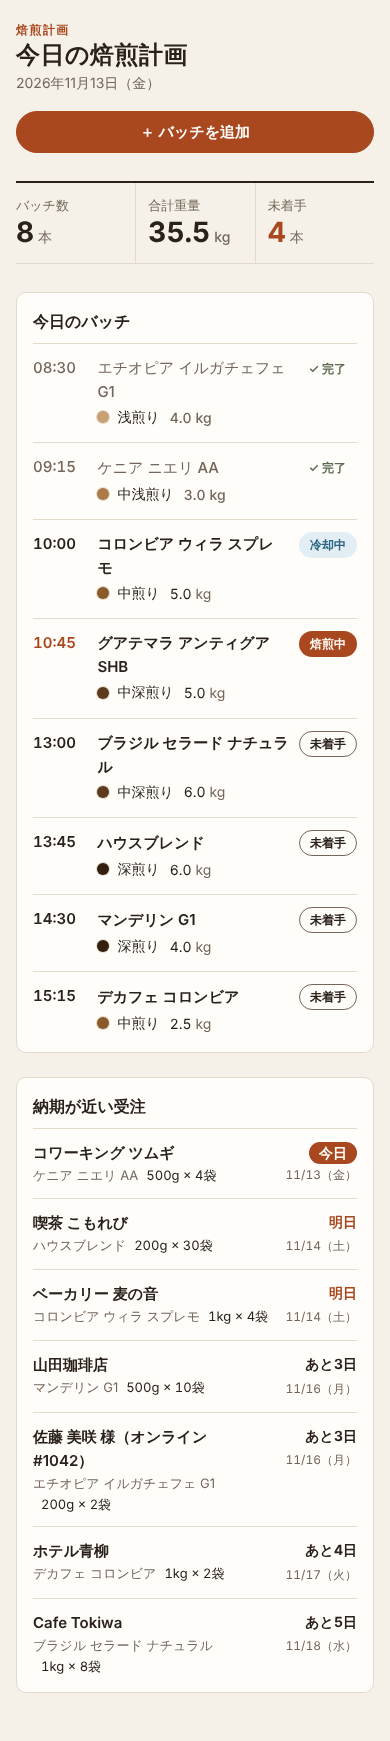 焙煎計画
今日の焙煎計画
2026年11月13日（金）
＋ バッチを追加
バッチ数
8 本
合計重量
35.5 kg
未着手
4 本
今日のバッチ
08:30
エチオピア イルガチェフェ
G1
✓ 完了
浅煎り 4.0 kg
09:15
ケニア ニエリ AA
✓ 完了
中浅煎り 3.0 kg
10:00
コロンビア ウィラ スプレ
モ
冷却中
中煎り 5.0 kg
10:45
グアテマラ アンティグア
SHB
焙煎中
中深煎り 5.0 kg
13:00
ブラジル セラード ナチュラ
ル
未着手
中深煎り 6.0 kg
13:45
ハウスブレンド
未着手
深煎り 6.0 kg
14:30
マンデリン G1
未着手
深煎り 4.0 kg
15:15
デカフェ コロンビア
未着手
中煎り 2.5 kg
納期が近い受注
コワーキング ツムギ
今日
ケニア ニエリ AA 500g × 4袋
11/13（金）
喫茶 こもれび
明日
ハウスブレンド 200g × 30袋
11/14（土）
ベーカリー 麦の音
明日
コロンビア ウィラ スプレモ 1kg × 4袋
11/14（土）
山田珈琲店
あと3日
マンデリン G1 500g × 10袋
11/16（月）
佐藤 美咲 様（オンライン
#1042）
あと3日
11/16（月）
エチオピア イルガチェフェ G1
200g × 2袋
ホテル青柳
あと4日
デカフェ コロンビア 1kg × 2袋
11/17（火）
Cafe Tokiwa
あと5日
ブラジル セラード ナチュラル
11/18（水）
1kg × 8袋